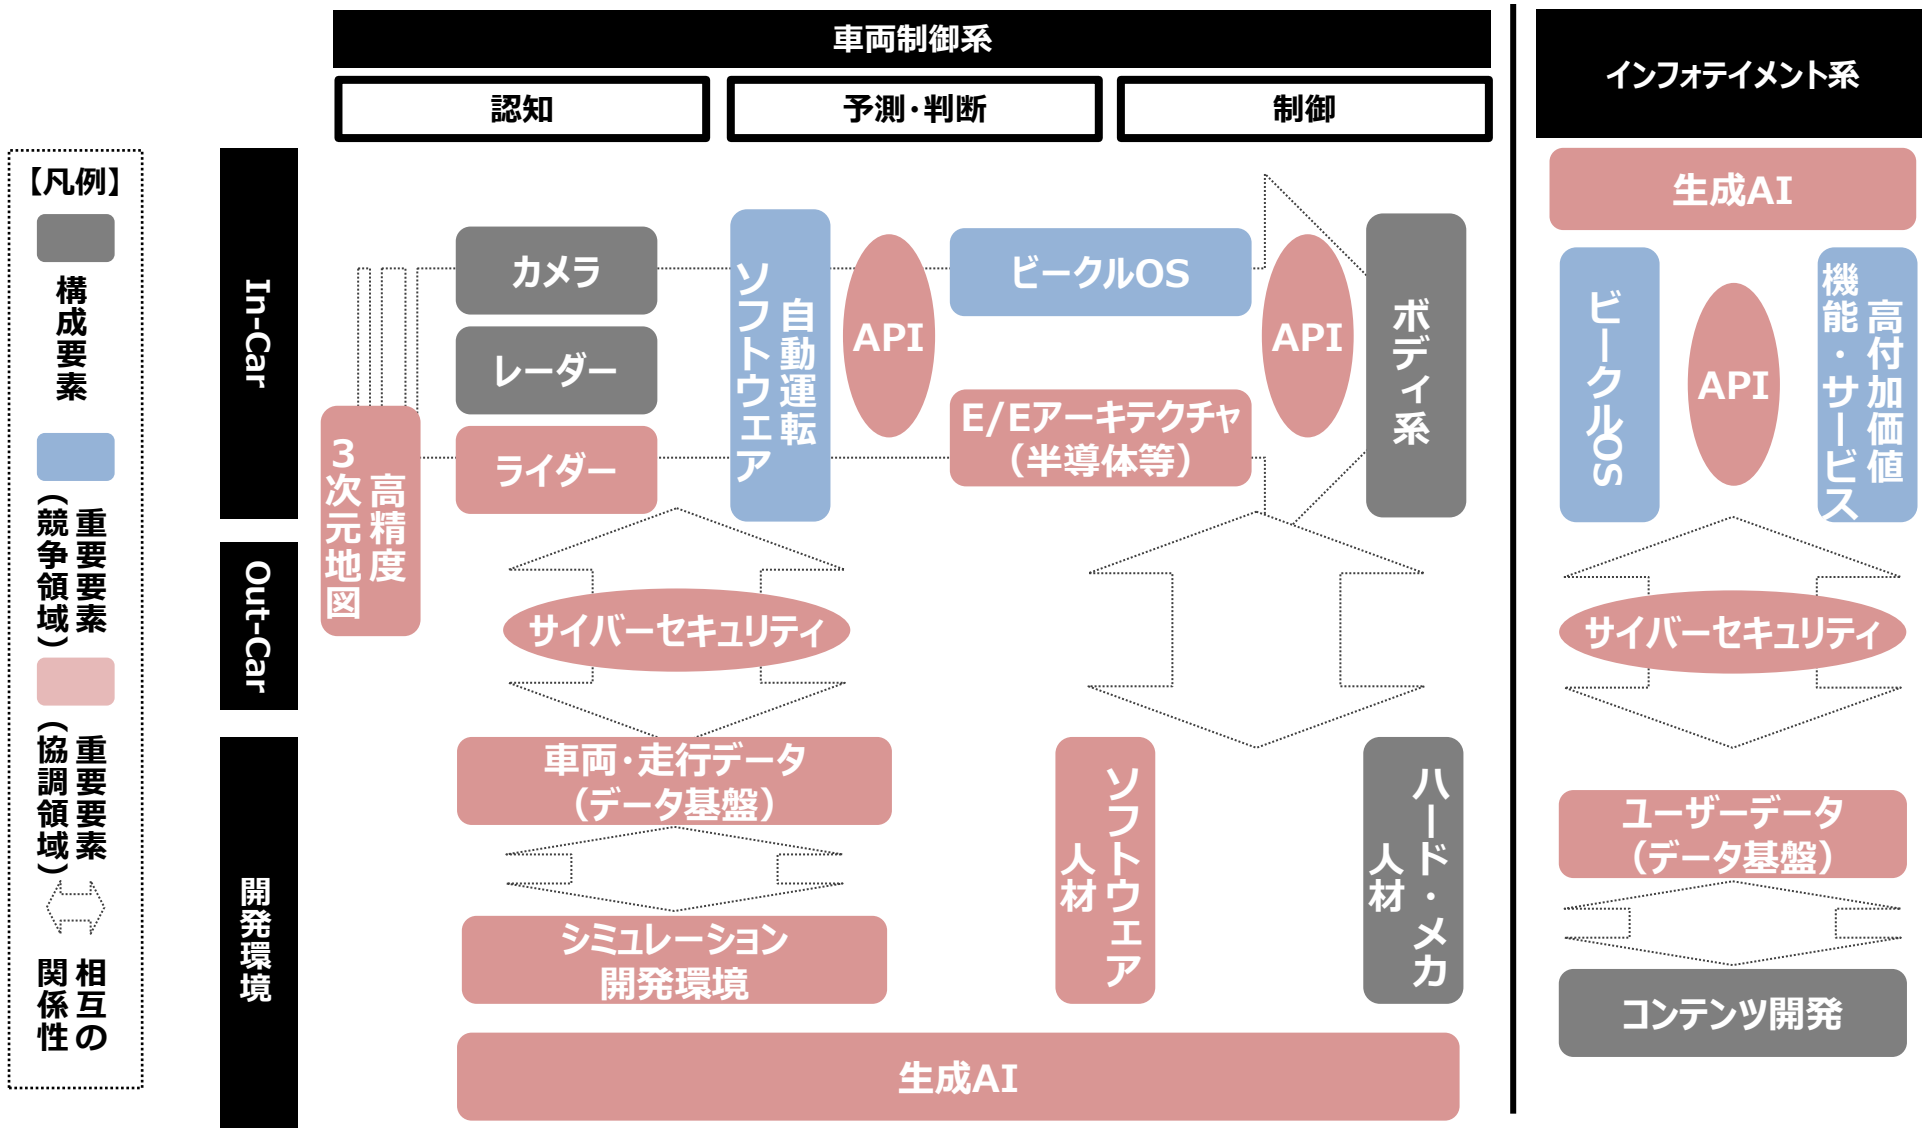 車両制御系
インフォテイメント系
認知
予測・判断
制御
【凡例】
構成要素
重要要素
（競争領域）
重要要素
（協調領域）
相互の
関係性
In-Car
Out-Car
開発環境
高精度
3次元地図
カメラ
レーダー
ライダー
自動運転
ソフトウェア
API
ビークルOS
E/Eアーキテクチャ
（半導体等）
API
ボディ系
サイバーセキュリティ
車両・走行データ
（データ基盤）
シミュレーション
開発環境
ソフトウェア
人材
ハード・メカ
人材
生成AI
生成AI
ビークルOS
API
高付加価値
機能・サービス
サイバーセキュリティ
ユーザーデータ
（データ基盤）
コンテンツ開発